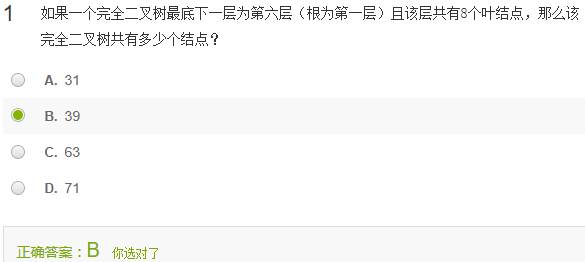 1 如果一个完全二叉树最底下一层为第六层（根为第一层）且该层共有8个叶结点，那么该
完全二叉树共有多少个结点？
A. 31
B. 39
C. 63
D. 71
正确答案：B 你选对了